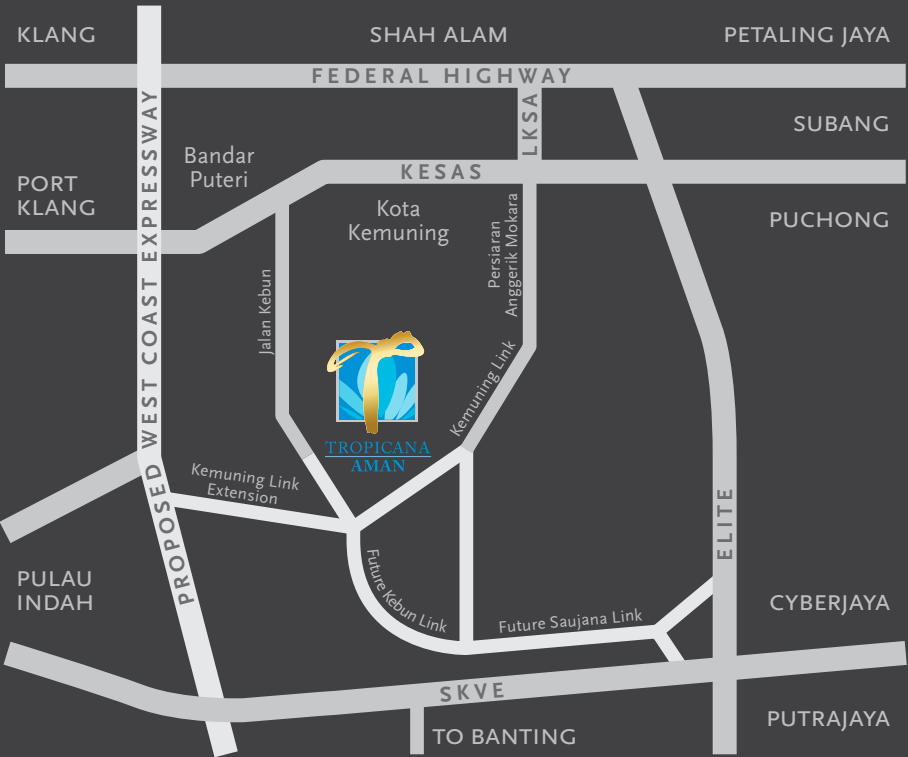 KLANG
SHAH ALAM
PETALING JAYA
FEDERAL HIGHWAY
LKSA
SUBANG
Bandar
Puteri
KESAS
PORT
KLANG
Kota
Kemuning
PUCHONG
Persiaran
Anggerik Mokara
Jalan Kebun
PROPOSED WEST COAST EXPRESSWAY
Kemuning Link
TROPICANA
AMAN
Kemuning Link
Extension
ELITE
PULAU
INDAH
Future Kebun Link
Future Saujana Link
CYBERJAYA
SKVE
TO BANTING
PUTRAJAYA